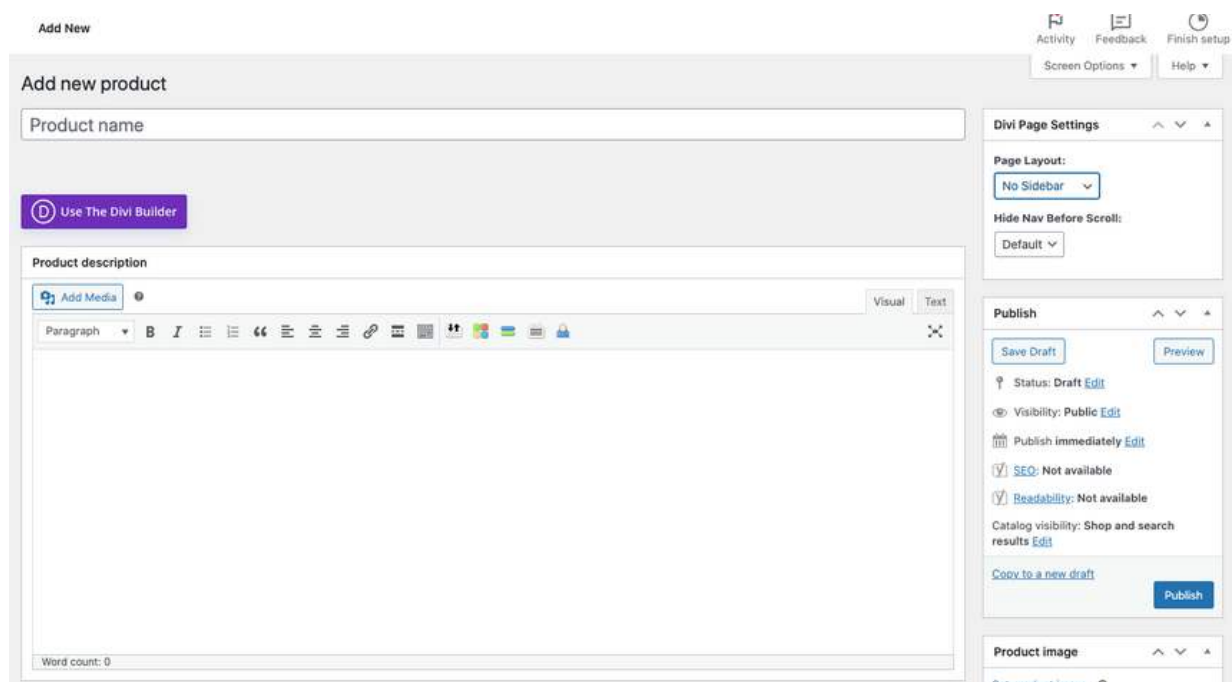 Add New
Activity Feedback Finish setup
Screen Options Help
Add new product
Product name
D Use The Divi Builder
Product description
Add Media
Visual Text
Paragraph B I
Word count: 0
Divi Page Settings
Page Layout:
No Sidebar
Hide Nav Before Scroll:
Default
Publish
Save Draft Preview
Status: Draft Edit
Visibility: Public Edit
Publish immediately Edit
SEO: Not available
Readability: Not available
Catalog visibility: Shop and search
results Edit
Copy to a new draft
Publish
Product image